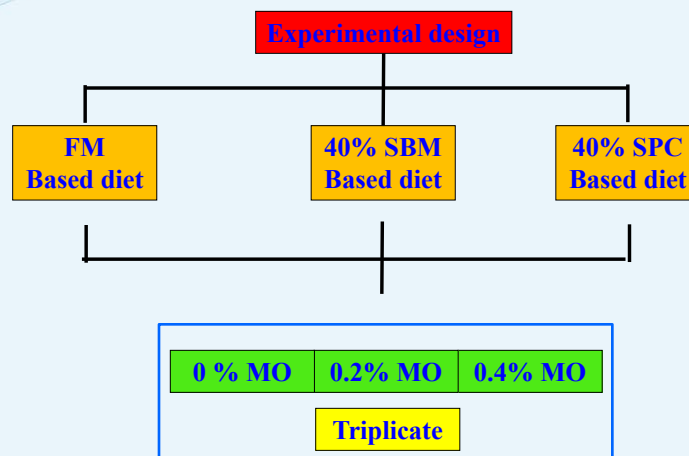 Experimental design
FM
Based diet
40% SBM
Based diet
40% SPC
Based diet
0 % MO
0.2% MO
0.4% MO
Triplicate